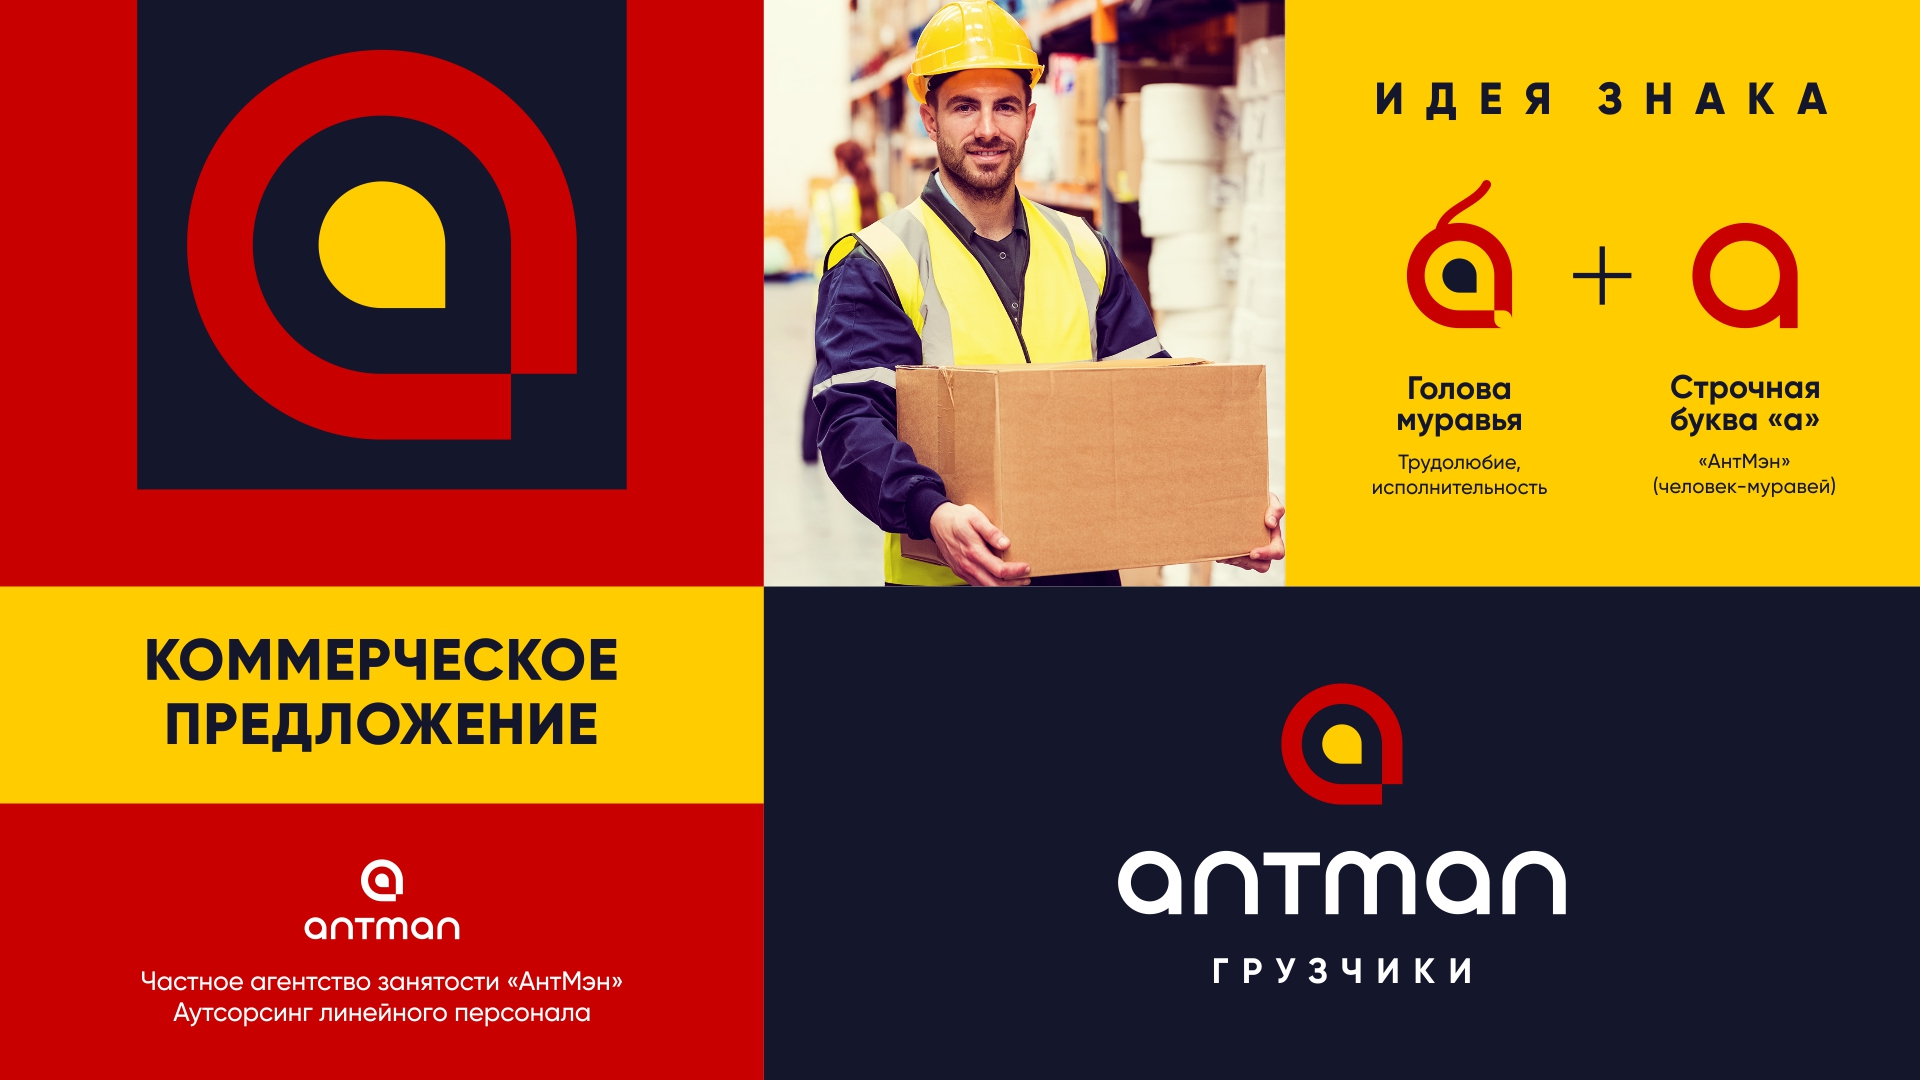 ИДЕЯ ЗНАКА
Голова
муравья
Трудолюбие,
исполнительность
Строчная
буква «а»
«АнтМэн»
(человек-муравей)
КОММЕРЧЕСКОЕ
ПРЕДЛОЖЕНИЕ
antman
Частное агентство занятости «АнтМэн»
Аутсорсинг линейного персонала
antman
ГРУЗЧИКИ